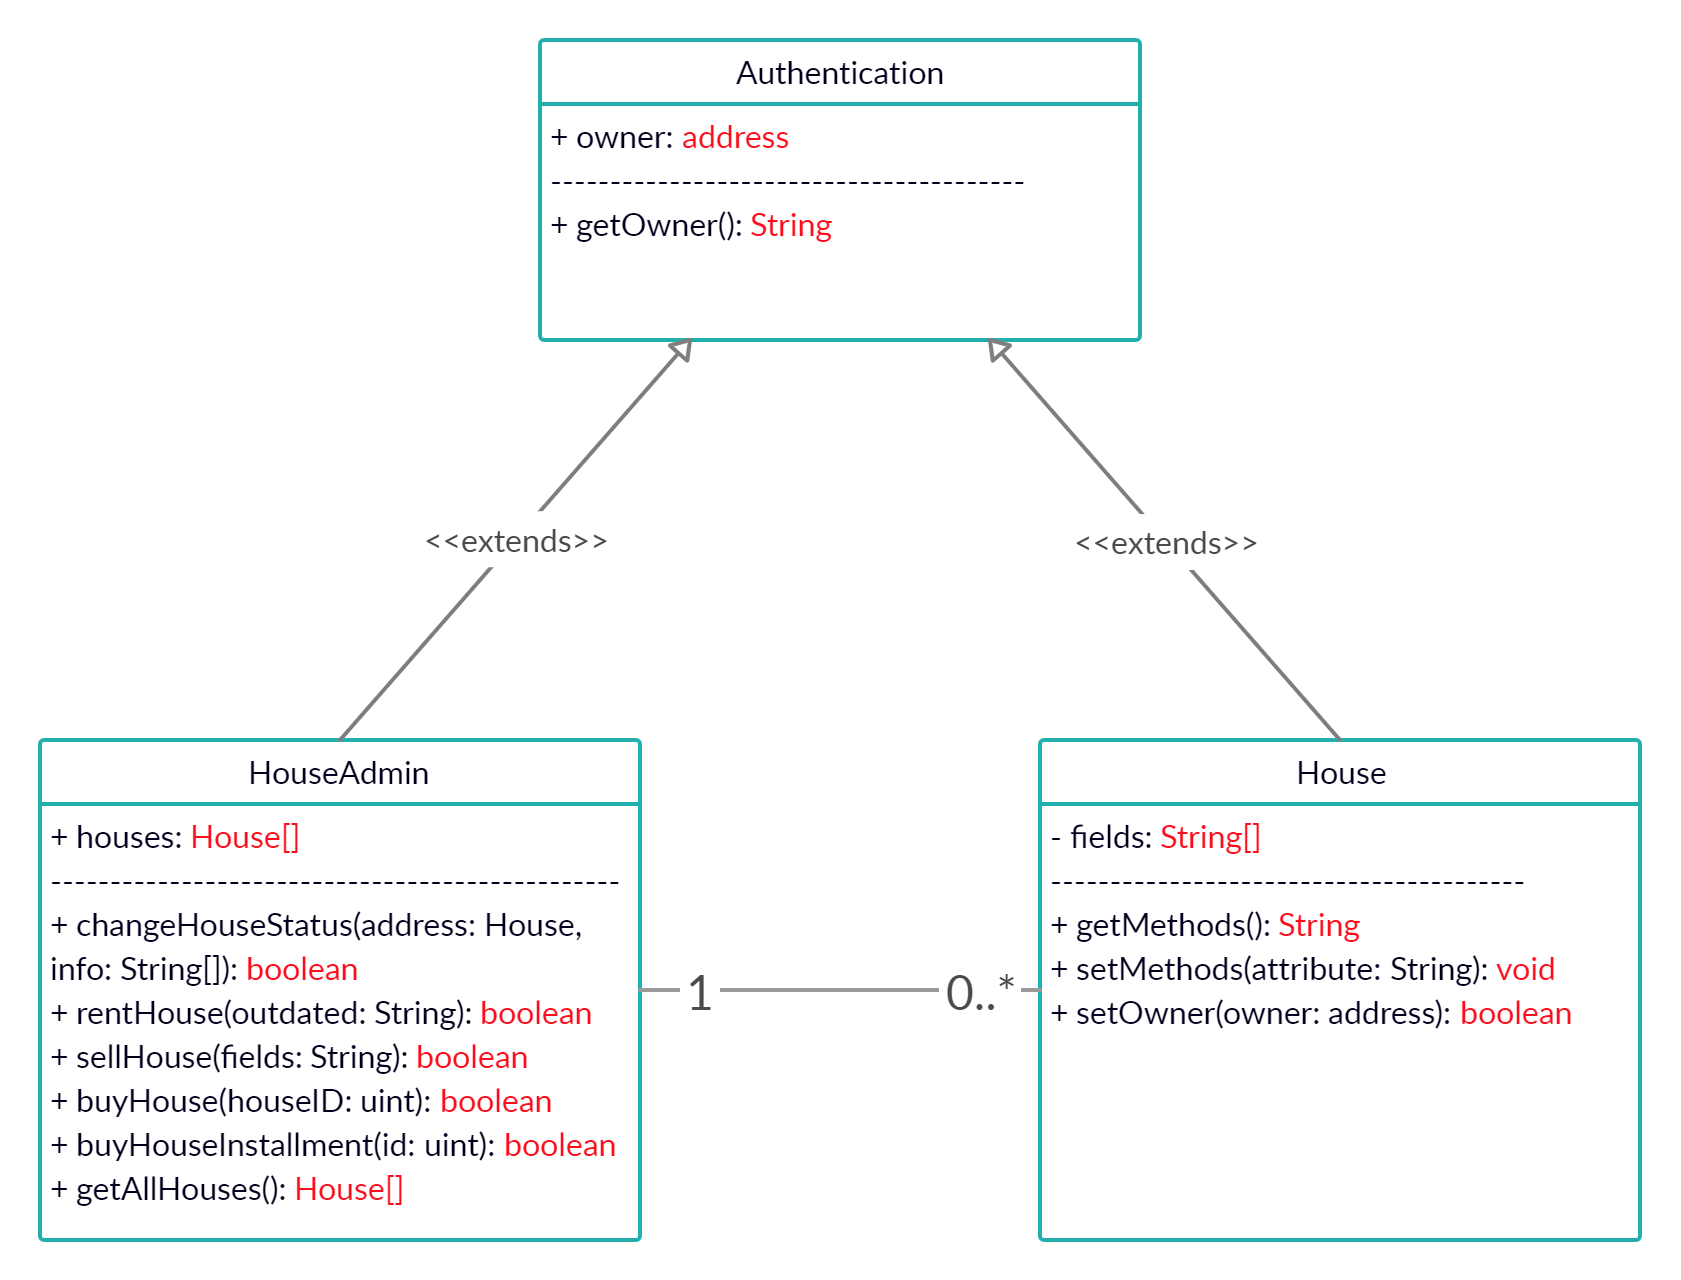 Authentication
+ owner: address
----------------------------------------
+ getOwner(): String
<<extends>>
<<extends>>
HouseAdmin
+ houses: House[]
------------------------------------------------
+ changeHouseStatus(address: House,
info: String[]): boolean
+ rentHouse(outdated: String): boolean
+ sellHouse(fields: String): boolean
+ buyHouse(houseID: uint): boolean
+ buyHouseInstallment(id: uint): boolean
+ getAllHouses(): House[]
1
0..*
House
- fields: String[]
----------------------------------------
+ getMethods(): String
+ setMethods(attribute: String): void
+ setOwner(owner: address): boolean